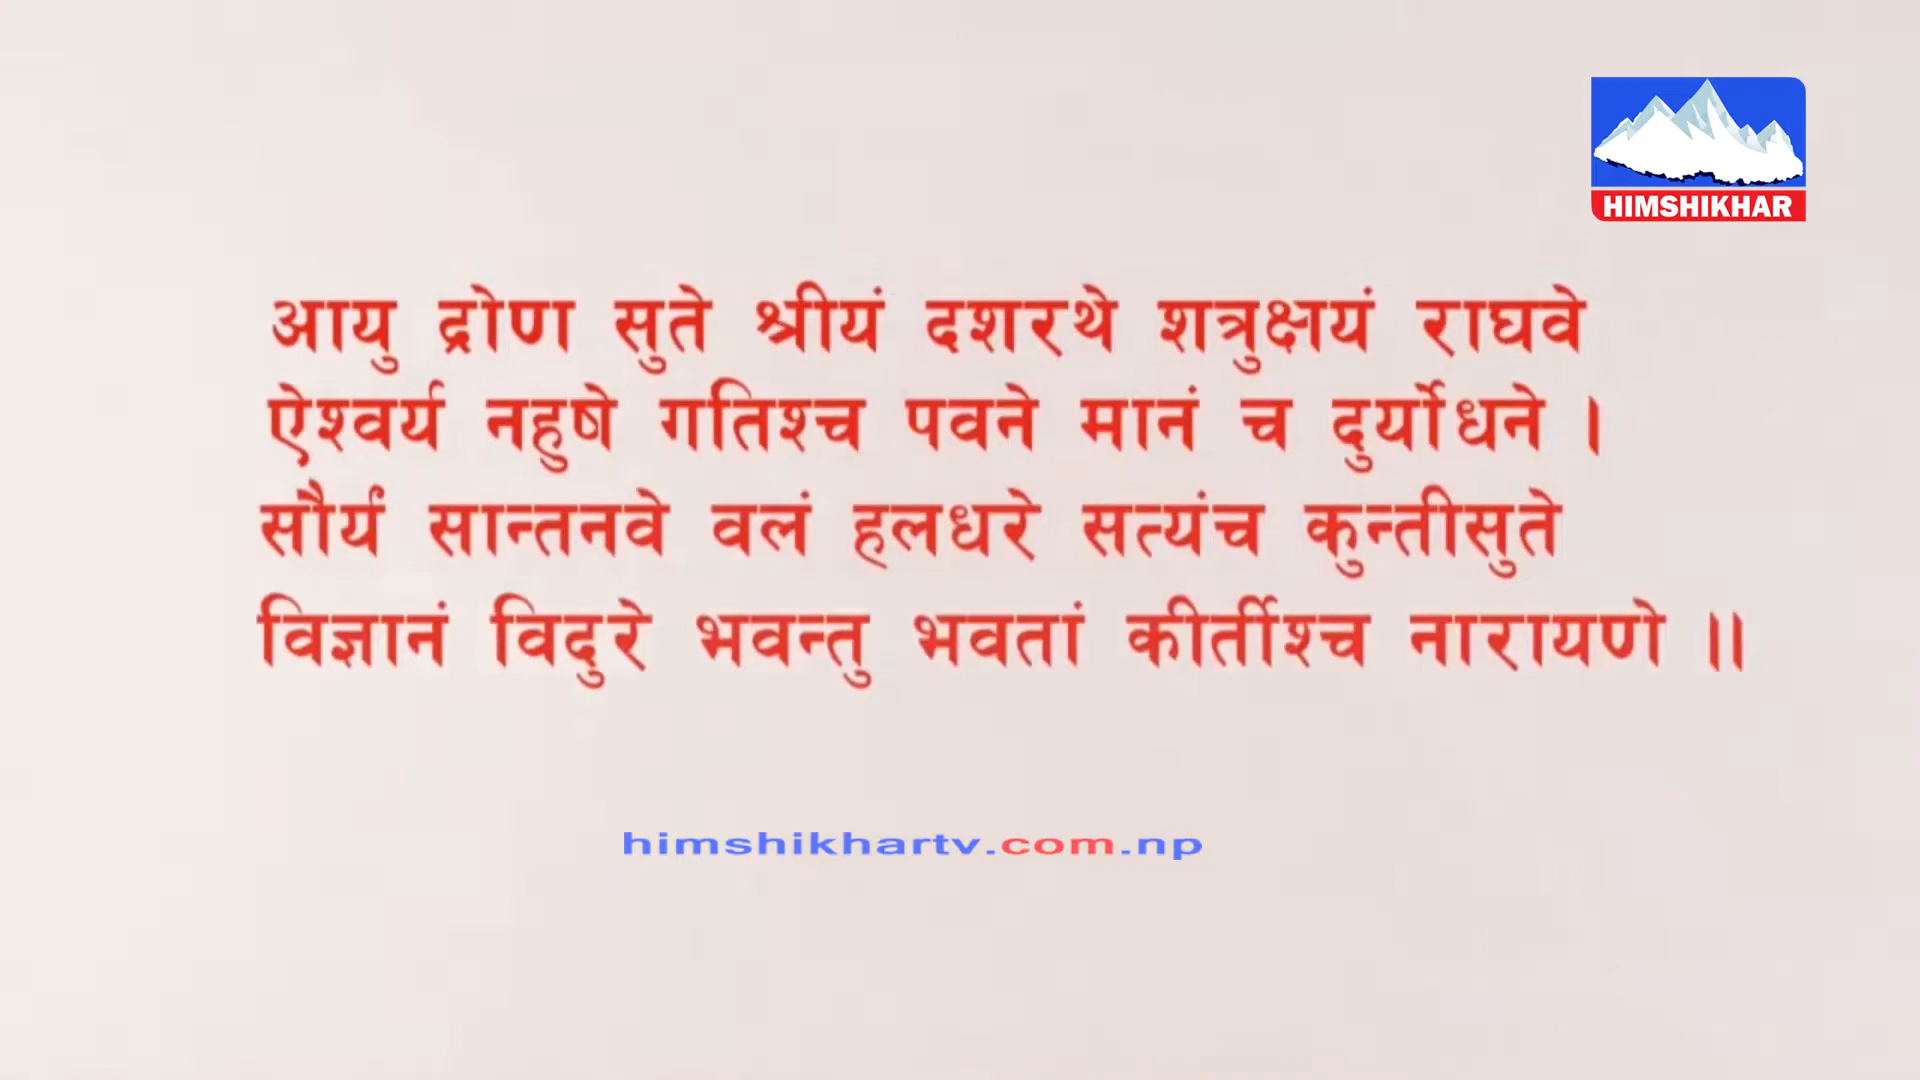 HIMSHIKHAR
आयु द्रोण सुते श्रीयं दशरथे शत्रुक्षयं राघवे
ऐश्वर्य नहुषे गतिश्च पवने मानं च दुर्योधने ।
सौर्य सान्तनवे वलं हलधरे सत्यंच कुन्तीसुते
विज्ञानं विदुरे भवन्तु भवतां कीर्तीश्च नारायणे ॥
himshikhartv.com.np